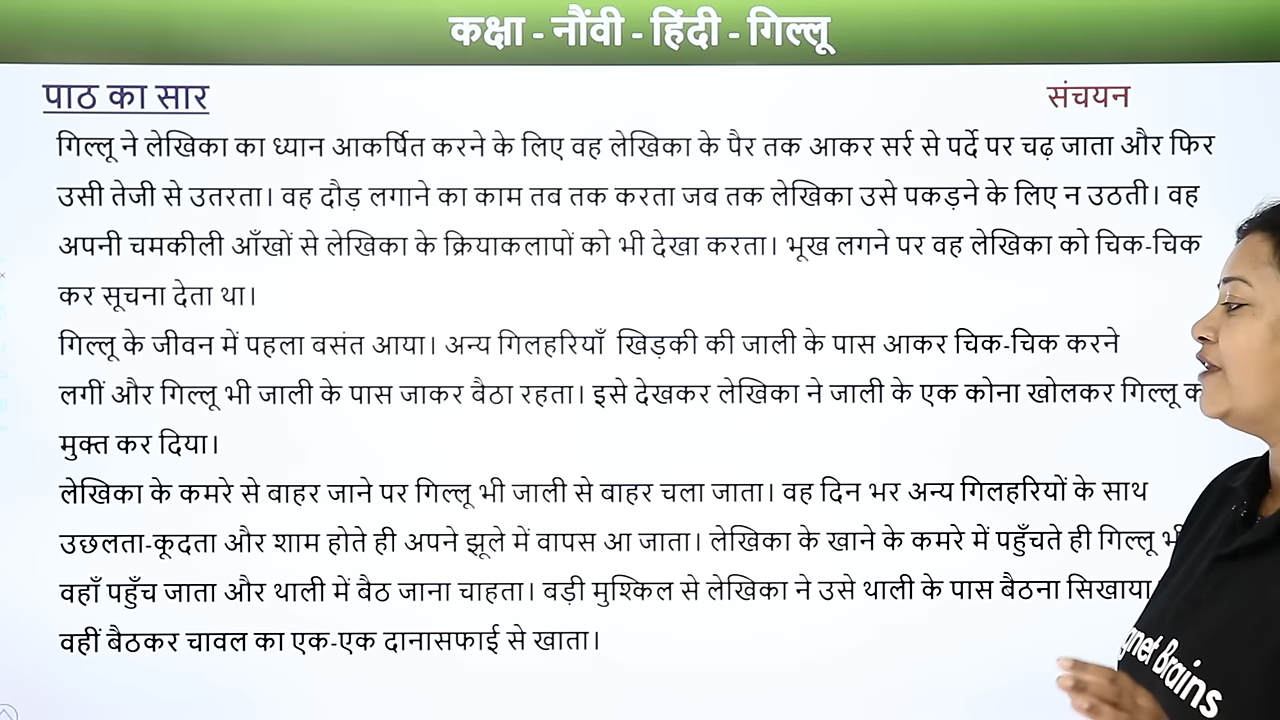 कक्षा - नौंवी - हिंदी - गिल्लू
पाठ का सार
संचयन
गिल्लू ने लेखिका का ध्यान आकर्षित करने के लिए वह लेखिका के पैर तक आकर सर्र से पर्दे पर चढ़ जाता और फिर
उसी तेजी से उतरता। वह दौड़ लगाने का काम तब तक करता जब तक लेखिका उसे पकड़ने के लिए न उठती। वह
अपनी चमकीली आँखों से लेखिका के क्रियाकलापों को भी देखा करता। भूख लगने पर वह लेखिका को चिक-चिक
कर सूचना देता था।
गिल्लू के जीवन में पहला बसंत आया। अन्य गिलहरियाँ खिड़की की जाली के पास आकर चिक-चिक करने
लगीं और गिल्लू भी जाली के पास जाकर बैठा रहता। इसे देखकर लेखिका ने जाली के एक कोना खोलकर गिल्लू
मुक्त कर दिया।
लेखिका के कमरे से बाहर जाने पर गिल्लू भी जाली से बाहर चला जाता। वह दिन भर अन्य गिलहरियों के साथ
उछलता-कूदता और शाम होते ही अपने झूले में वापस आ जाता। लेखिका के खाने के कमरे में पहुँचते ही गिल्लू भी
वहाँ पहुँच जाता और थाली में बैठ जाना चाहता। बड़ी मुश्किल से लेखिका ने उसे थाली के पास बैठना सिखाया
वहीं बैठकर चावल का एक-एक दानासफाई से खाता।
gnet Brains